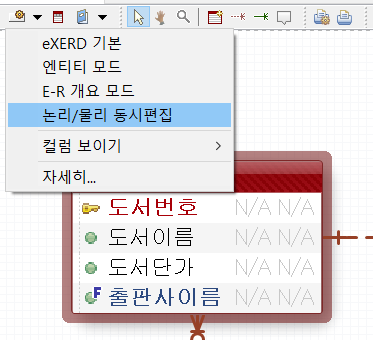 eXERD 기본
엔티티 모드
E-R 개요 모드
논리/물리 동시편집
컬럼 보이기
자세히...
도서번호 N/A N/A
도서이름 N/A N/A
도서단가 N/A N/A
F 출판사이름 N/A N/A